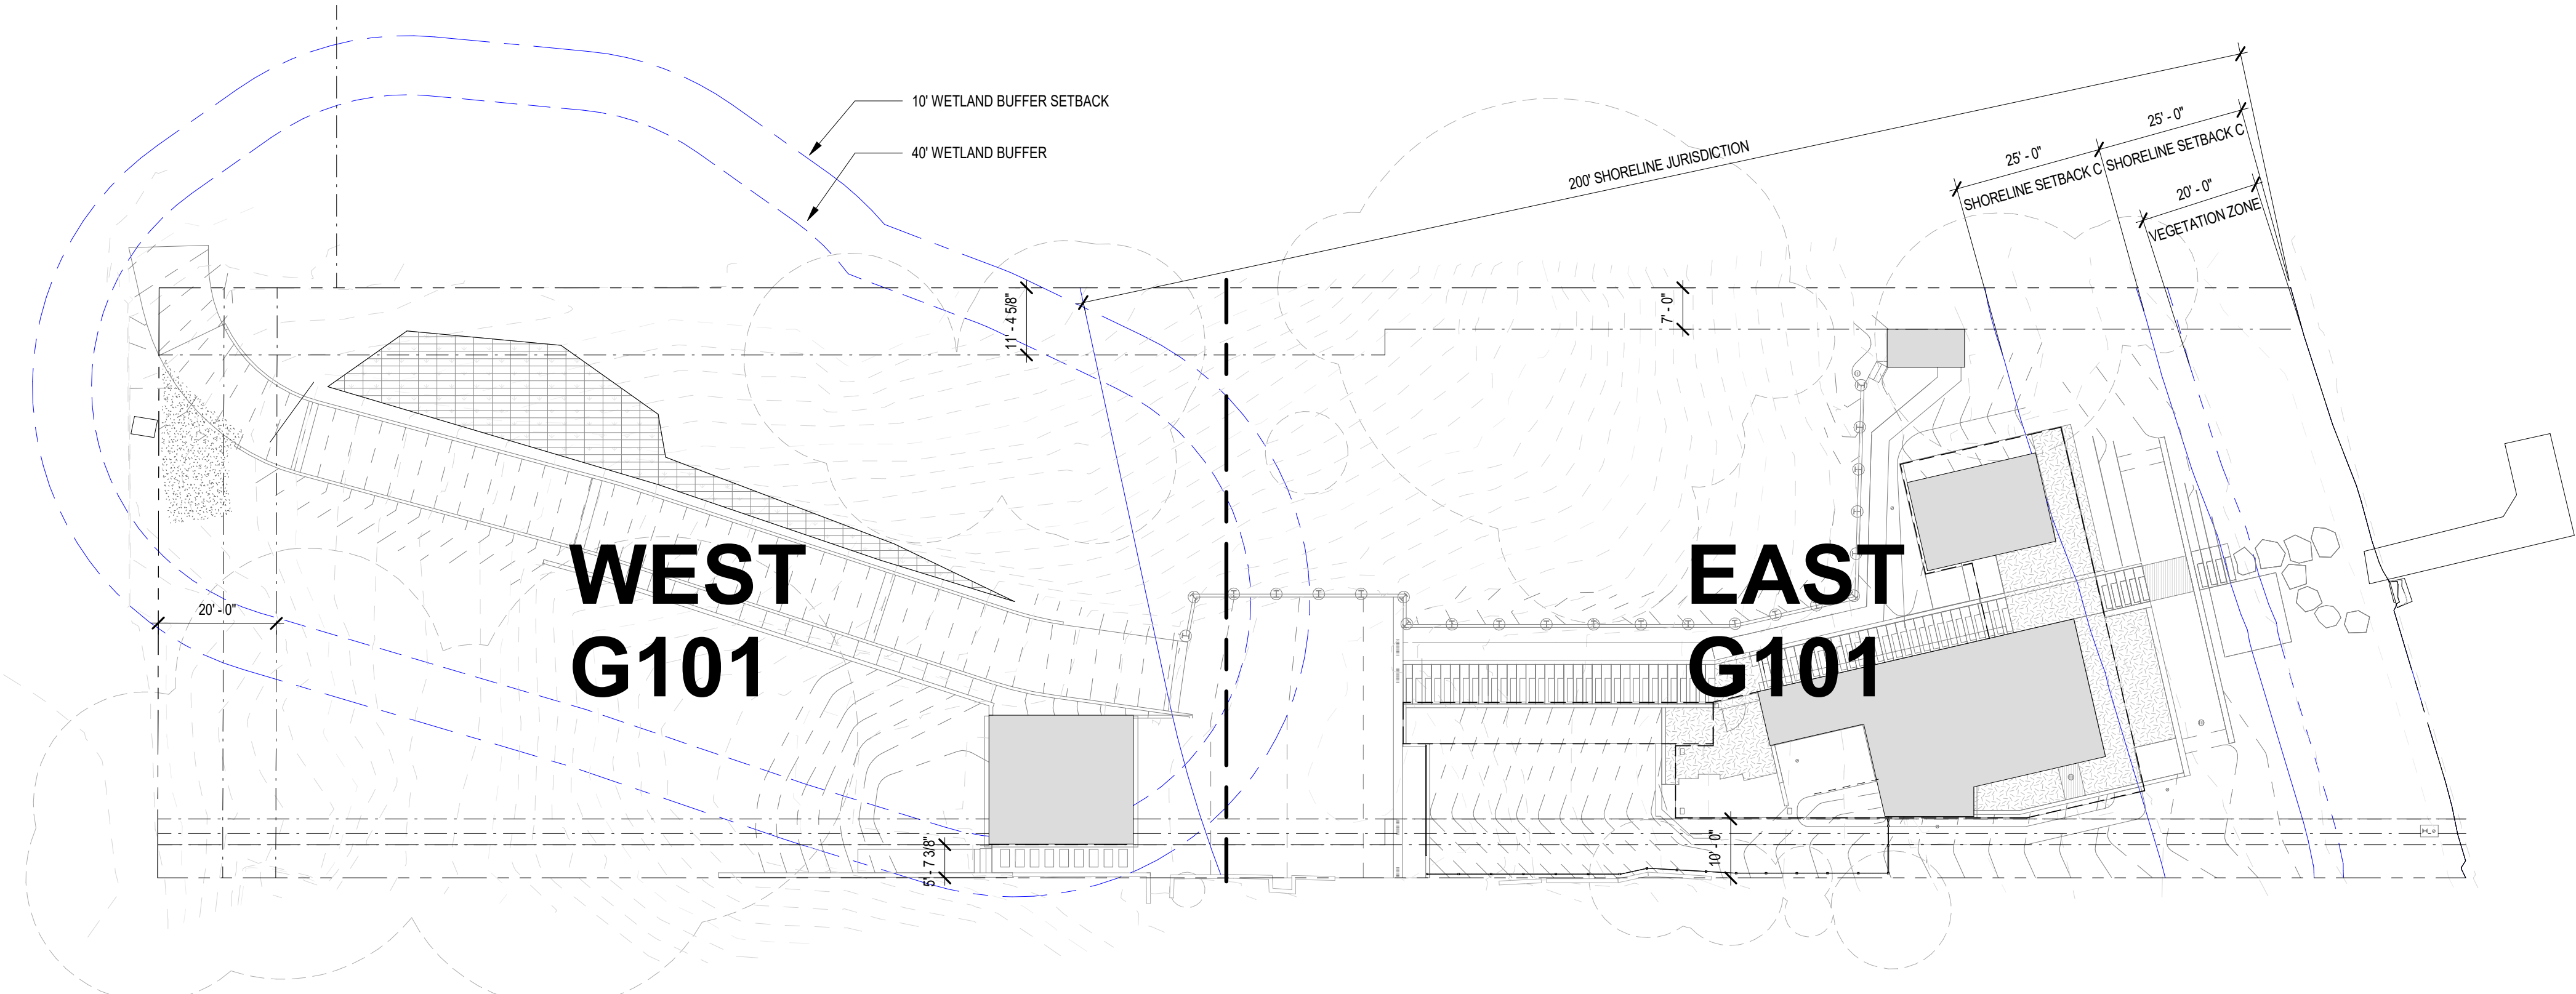 10' WETLAND BUFFER SETBACK
40' WETLAND BUFFER
200' SHORELINE JURISDICTION
25' - 0"
SHORELINE SETBACK C
25' - 0"
SHORELINE SETBACK C
20' - 0"
VEGETATION ZONE
11' - 4 5/8"
7' - 0"
WEST
G101
EAST
G101
20' - 0"
5' - 7 3/8"
10' - 0"